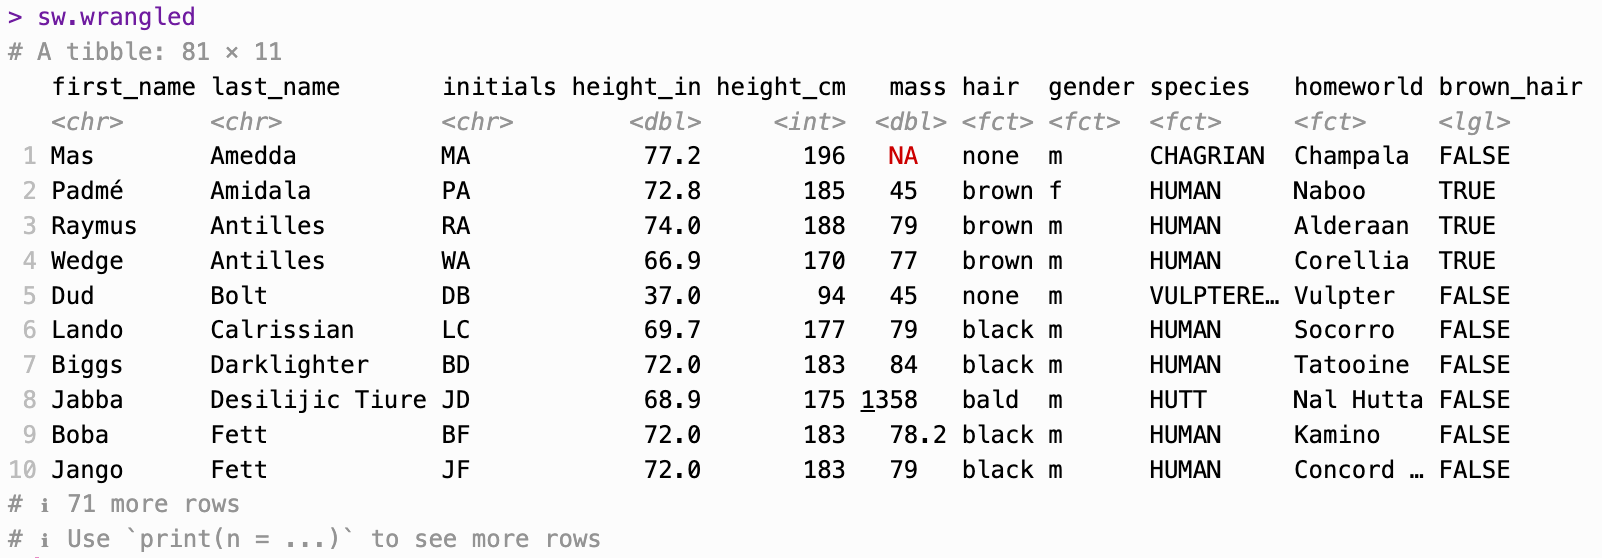 > sw.wrangled
# A tibble: 81 × 11
   first_name last_name       initials height_in height_cm   mass hair  gender species   homeworld brown_hair
   <chr>      <chr>           <chr>        <dbl>     <int>  <dbl> <fct> <fct>  <fct>     <fct>     <lgl>
 1 Mas        Amedda          MA            77.2       196   NA   none  m      CHAGRIAN  Champala  FALSE
 2 Padmé      Amidala         PA            72.8       185   45   brown f      HUMAN     Naboo     TRUE
 3 Raymus     Antilles        RA            74.0       188   79   brown m      HUMAN     Alderaan  TRUE
 4 Wedge      Antilles        WA            66.9       170   77   brown m      HUMAN     Corellia  TRUE
 5 Dud        Bolt            DB            37.0        94   45   none  m      VULPTERE… Vulpter   FALSE
 6 Lando      Calrissian      LC            69.7       177   79   black m      HUMAN     Socorro   FALSE
 7 Biggs      Darklighter     BD            72.0       183   84   black m      HUMAN     Tatooine  FALSE
 8 Jabba      Desilijic Tiure JD            68.9       175 1358   bald  m      HUTT      Nal Hutta FALSE
 9 Boba       Fett            BF            72.0       183   78.2 black m      HUMAN     Kamino    FALSE
10 Jango      Fett            JF            72.0       183   79   black m      HUMAN     Concord … FALSE
# ℹ 71 more rows
# ℹ Use `print(n = ...)` to see more rows